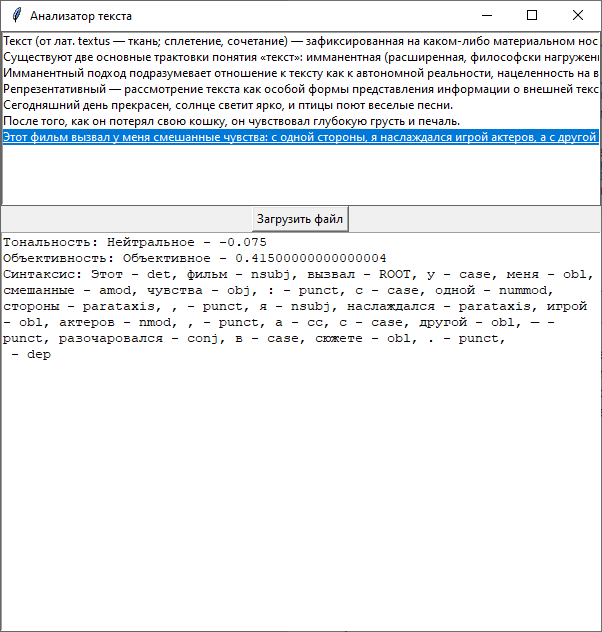 Анализатор текста
Текст (от лат. textus — ткань; сплетение, сочетание) — зафиксированная на каком-либо материальном нос
Существуют две основные трактовки понятия «текст»: имманентная (расширенная, философски нагружен
Имманентный подход подразумевает отношение к тексту как к автономной реальности, нацеленность на в
Репрезентативный — рассмотрение текста как особой формы представления информации о внешней текс
Сегодняшний день прекрасен, солнце светит ярко, и птицы поют веселые песни.
После того, как он потерял свою кошку, он чувствовал глубокую грусть и печаль.
Этот фильм вызвал у меня смешанные чувства: с одной стороны, я наслаждался игрой актеров, а с другой
Загрузить файл
Тональность: Нейтральное - -0.075
Объективность: Объективное - 0.41500000000000004
Синтаксис: Этот - det, фильм - nsubj, вызвал - ROOT, у - case, меня - obl,
смешанные - amod, чувства - obj, : - punct, с - case, одной - nummod,
стороны - parataxis, , - punct, я - nsubj, наслаждался - parataxis, игрой
- obl, актеров - nmod, , - punct, а - cc, с - case, другой - obl, — -
punct, разочаровался - conj, в - case, сюжете - obl, . - punct,
- dep